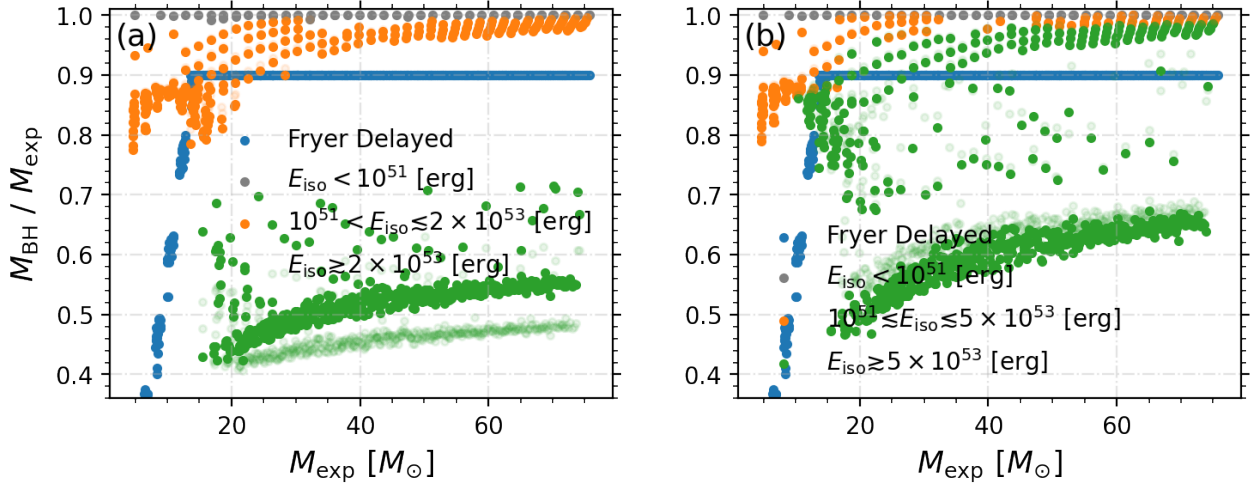 1.0
0.9
0.8
0.7
0.6
0.5
0.4
M_BH / M_exp
(a)
Fryer Delayed
E_iso < 10^51 [erg]
10^51 < E_iso ≲ 2 × 10^53 [erg]
E_iso ≳ 2 × 10^53 [erg]
20
40
60
M_exp [M_⊙]
1.0
0.9
0.8
0.7
0.6
0.5
0.4
(b)
Fryer Delayed
E_iso < 10^51 [erg]
10^51 ≲ E_iso ≲ 5 × 10^53 [erg]
E_iso ≳ 5 × 10^53 [erg]
20
40
60
M_exp [M_⊙]